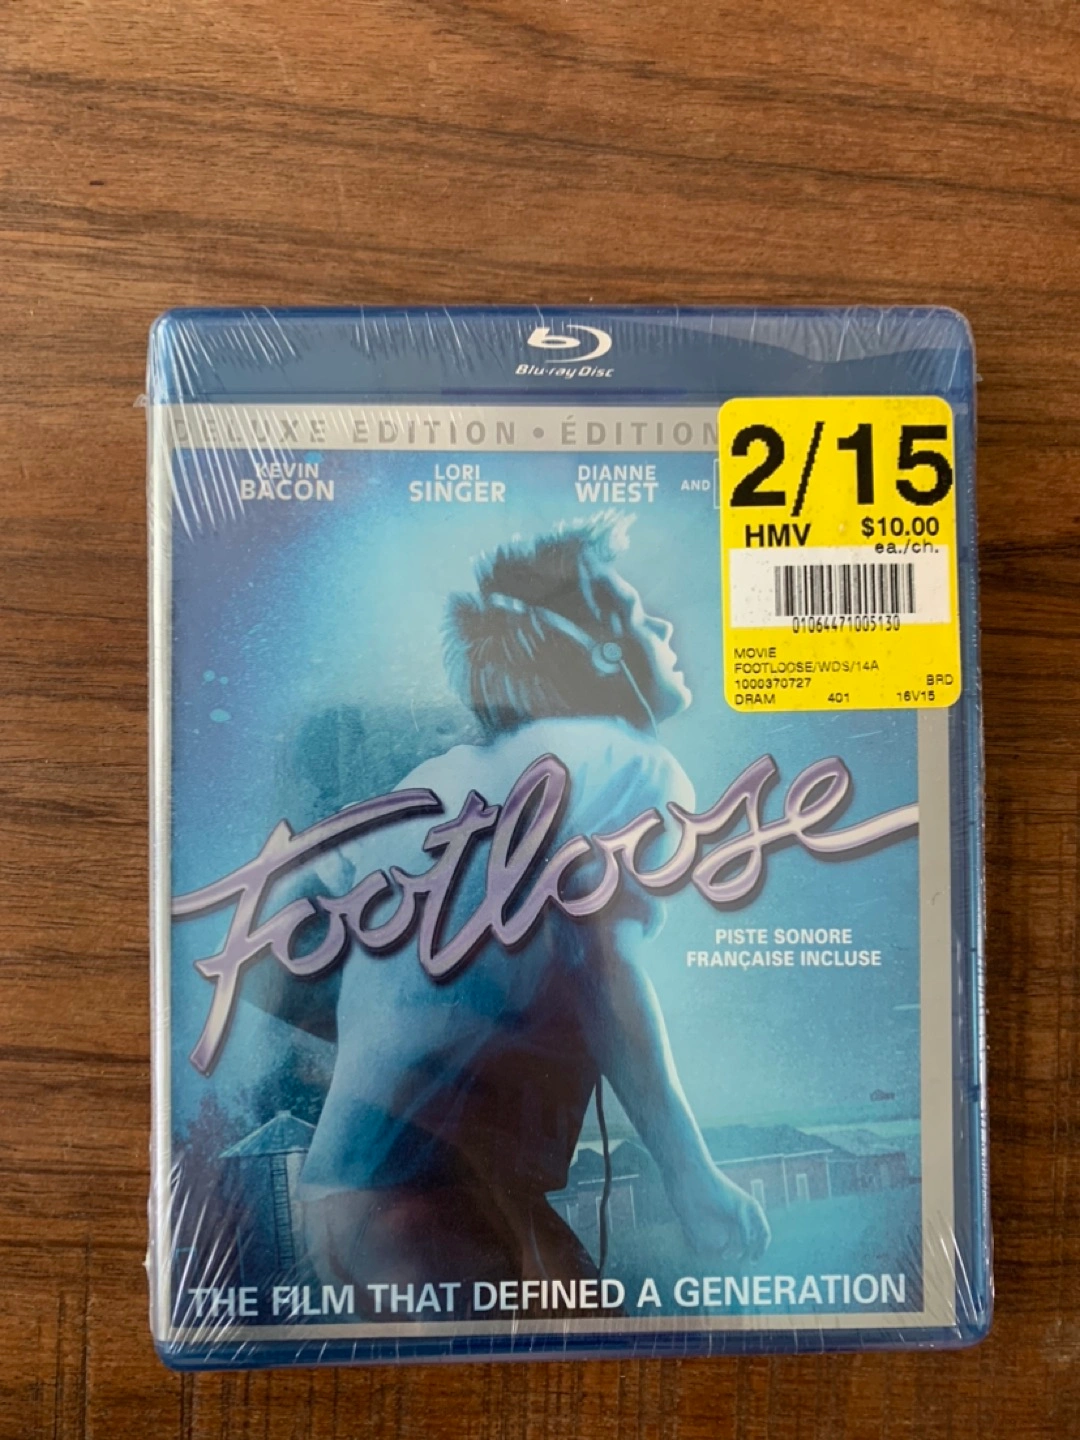 Blu-ray Disc
DELUXE EDITION • ÉDITION
KEVIN BACON
LORI SINGER
DIANNE WIEST
AND
2/15
HMV $10.00
ea./ch.
01064471005130
MOVIE
FOOTLOOSE/WDS/14A
1000370727 BRD
DRAM 401 16V15
Footloose
PISTE SONORE
FRANÇAISE INCLUSE
THE FILM THAT DEFINED A GENERATION